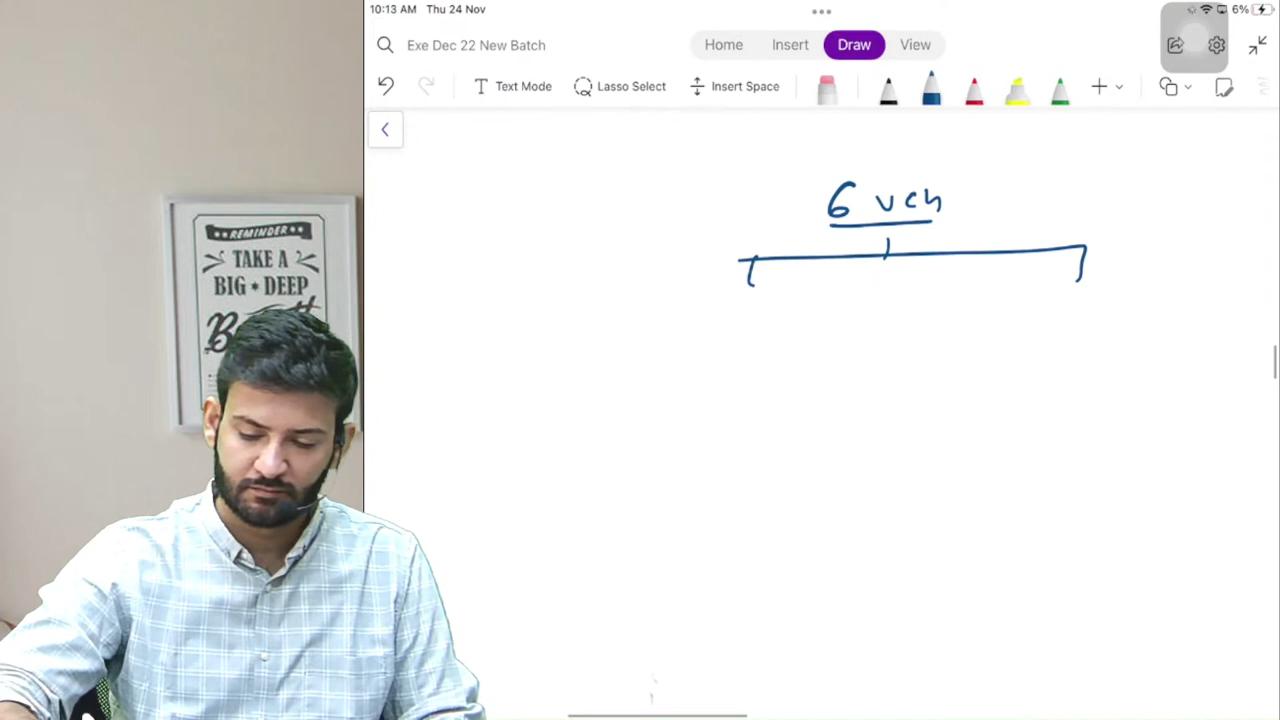 10:13 AM Thu 24 Nov
6%
Exe Dec 22 New Batch
Home Insert Draw View
Text Mode Lasso Select Insert Space
6 vch
REMINDER
TAKE A
BIG * DEEP